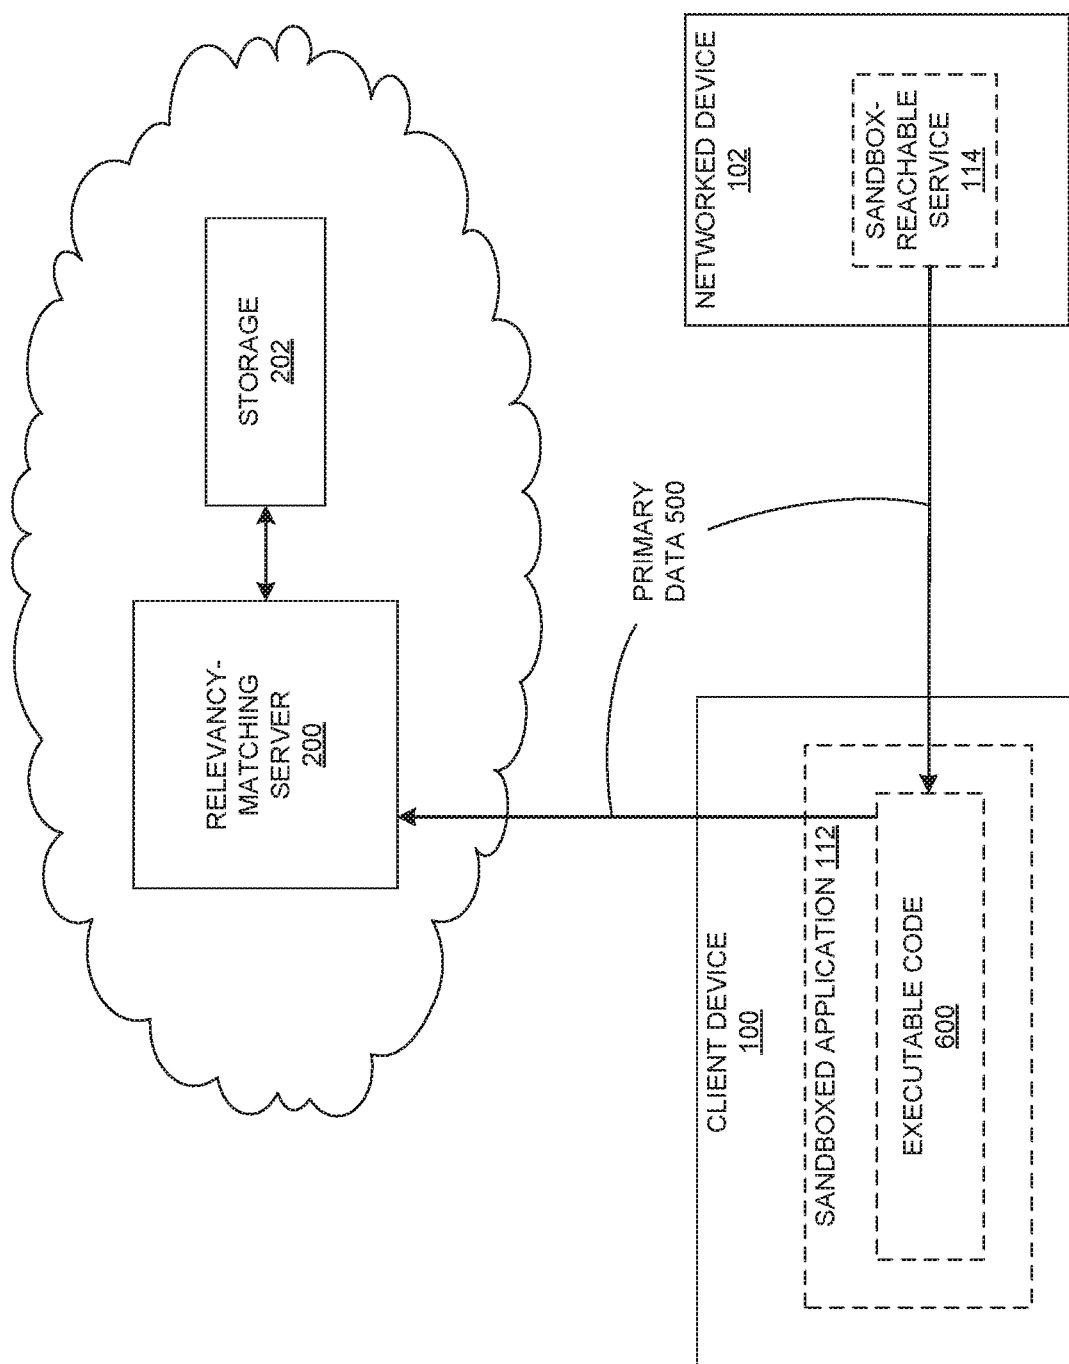 RELEVANCY-
MATCHING
SERVER
200
STORAGE
202
PRIMARY
DATA 500
CLIENT DEVICE
100
SANDBOXED APPLICATION 112
EXECUTABLE CODE
600
NETWORKED DEVICE
102
SANDBOX-
REACHABLE
SERVICE
114